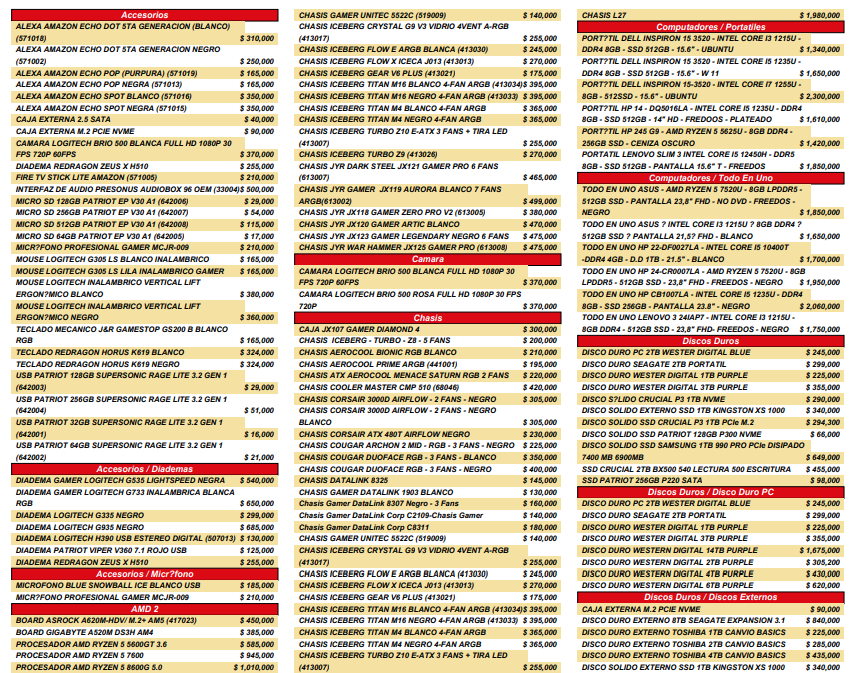 Accesorios
ALEXA AMAZON ECHO DOT 5TA GENERACION (BLANCO)
(571018) $ 310,000
ALEXA AMAZON ECHO DOT 5TA GENERACION NEGRO
(571002) $ 250,000
ALEXA AMAZON ECHO POP (PURPURA) (571019) $ 165,000
ALEXA AMAZON ECHO POP NEGRA (571013) $ 165,000
ALEXA AMAZON ECHO SPOT BLANCO (571016) $ 350,000
ALEXA AMAZON ECHO SPOT NEGRA (571015) $ 350,000
CAJA EXTERNA 2.5 SATA $ 40,000
CAJA EXTERNA M.2 PCIE NVME $ 90,000
CAMARA LOGITECH BRIO 500 BLANCA FULL HD 1080P 30
FPS 720P 60FPS $ 370,000
DIADEMA REDRAGON ZEUS X H510 $ 255,000
FIRE TV STICK LITE AMAZON (571005) $ 210,000
INTERFAZ DE AUDIO PRESONUS AUDIOBOX 96 OEM (33004) $ 500,000
MICRO SD 128GB PATRIOT EP V30 A1 (642006) $ 29,000
MICRO SD 256GB PATRIOT EP V30 A1 (642007) $ 54,000
MICRO SD 512GB PATRIOT EP V30 A1 (642008) $ 115,000
MICRO SD 64GB PATRIOT EP V30 A1 (642005) $ 17,000
MICR?FONO PROFESIONAL GAMER MCJR-009 $ 210,000
MOUSE LOGITECH G305 LS BLANCO INALAMBRICO $ 165,000
MOUSE LOGITECH G305 LS LILA INALAMBRICO GAMER $ 165,000
MOUSE LOGITECH INALAMBRICO VERTICAL LIFT
ERGON?MICO BLANCO $ 380,000
MOUSE LOGITECH INALAMBRICO VERTICAL LIFT
ERGON?MICO NEGRO $ 360,000
TECLADO MECANICO J&R GAMESTOP GS200 B BLANCO
RGB $ 165,000
TECLADO REDRAGON HORUS K619 BLANCO $ 324,000
TECLADO REDRAGON HORUS K619 NEGRO $ 324,000
USB PATRIOT 128GB SUPERSONIC RAGE LITE 3.2 GEN 1
(642003) $ 29,000
USB PATRIOT 256GB SUPERSONIC RAGE LITE 3.2 GEN 1
(642004) $ 51,000
USB PATRIOT 32GB SUPERSONIC RAGE LITE 3.2 GEN 1
(642001) $ 16,000
USB PATRIOT 64GB SUPERSONIC RAGE LITE 3.2 GEN 1
(642002) $ 21,000
Accesorios / Diademas
DIADEMA GAMER LOGITECH G535 LIGHTSPEED NEGRA $ 540,000
DIADEMA GAMER LOGITECH G733 INALAMBRICA BLANCA
RGB $ 650,000
DIADEMA LOGITECH G335 NEGRO $ 299,000
DIADEMA LOGITECH G935 NEGRO $ 685,000
DIADEMA LOGITECH H390 USB ESTEREO DIGITAL (507013) $ 130,000
DIADEMA PATRIOT VIPER V360 7.1 ROJO USB $ 125,000
DIADEMA REDRAGON ZEUS X H510 $ 255,000
Accesorios / Micr?fono
MICROFONO BLUE SNOWBALL ICE BLANCO USB $ 185,000
MICR?FONO PROFESIONAL GAMER MCJR-009 $ 210,000
AMD 2
BOARD ASROCK A620M-HDV/ M.2+ AM5 (417023) $ 450,000
BOARD GIGABYTE A520M DS3H AM4 $ 385,000
PROCESADOR AMD RYZEN 5 5600GT 3.6 $ 585,000
PROCESADOR AMD RYZEN 5 7600 $ 945,000
PROCESADOR AMD RYZEN 5 8600G 5.0 $ 1,010,000
CHASIS GAMER UNITEC 5522C (519009) $ 140,000
CHASIS ICEBERG CRYSTAL G9 V3 VIDRIO 4VENT A-RGB
(413017) $ 255,000
CHASIS ICEBERG FLOW E ARGB BLANCA (413030) $ 245,000
CHASIS ICEBERG FLOW X ICECA J013 (413013) $ 270,000
CHASIS ICEBERG GEAR V6 PLUS (413021) $ 175,000
CHASIS ICEBERG TITAN M16 BLANCO 4-FAN ARGB (413034) $ 395,000
CHASIS ICEBERG TITAN M16 NEGRO 4-FAN ARGB (413033) $ 395,000
CHASIS ICEBERG TITAN M4 BLANCO 4-FAN ARGB $ 365,000
CHASIS ICEBERG TITAN M4 NEGRO 4-FAN ARGB $ 365,000
CHASIS ICEBERG TURBO Z10 E-ATX 3 FANS + TIRA LED
(413007) $ 255,000
CHASIS ICEBERG TURBO Z9 (413026) $ 270,000
CHASIS JYR DARK STEEL JX121 GAMER PRO 6 FANS
(613007) $ 465,000
CHASIS JYR GAMER JX119 AURORA BLANCO 7 FANS
ARGB(613002) $ 499,000
CHASIS JYR JX118 GAMER ZERO PRO V2 (613005) $ 380,000
CHASIS JYR JX120 GAMER ARTIC BLANCO $ 470,000
CHASIS JYR JX123 GAMER LEGENDARY NEGRO 6 FANS $ 475,000
CHASIS JYR WAR HAMMER JX125 GAMER PRO (613008) $ 475,000
Camara
CAMARA LOGITECH BRIO 500 BLANCA FULL HD 1080P 30
FPS 720P 60FPS $ 370,000
CAMARA LOGITECH BRIO 500 ROSA FULL HD 1080P 30 FPS
720P $ 370,000
Chasis
CAJA JX107 GAMER DIAMOND 4 $ 300,000
CHASIS ICEBERG - TURBO - Z8 - 5 FANS $ 200,000
CHASIS AEROCOOL BIONIC RGB BLANCO $ 210,000
CHASIS AEROCOOL PRIME ARGB (441001) $ 195,000
CHASIS ATX AEROCOOL MENACE SATURN RGB 2 FANS $ 220,000
CHASIS COOLER MASTER CMP 510 (68046) $ 420,000
CHASIS CORSAIR 3000D AIRFLOW - 2 FANS - NEGRO $ 305,000
CHASIS CORSAIR 3000D AIRFLOW - 2 FANS - NEGRO
BLANCO $ 305,000
CHASIS CORSAIR ATX 480T AIRFLOW NEGRO $ 230,000
CHASIS COUGAR ARCHON 2 MID - RGB - 3 FANS - NEGRO $ 225,000
CHASIS COUGAR DUOFACE RGB - 3 FANS - BLANCO $ 350,000
CHASIS COUGAR DUOFACE RGB - 3 FANS - NEGRO $ 400,000
CHASIS DATALINK 8325 $ 145,000
CHASIS GAMER DATALINK 1903 BLANCO $ 130,000
Chasis Gamer DataLink 8307 Negro - 3 Fans $ 160,000
Chasis Gamer DataLink Corp C2109-Chasis Gamer $ 140,000
Chasis Gamer DataLink Corp C8311 $ 180,000
CHASIS GAMER UNITEC 5522C (519009) $ 140,000
CHASIS ICEBERG CRYSTAL G9 V3 VIDRIO 4VENT A-RGB
(413017) $ 255,000
CHASIS ICEBERG FLOW E ARGB BLANCA (413030) $ 245,000
CHASIS ICEBERG FLOW X ICECA J013 (413013) $ 270,000
CHASIS ICEBERG GEAR V6 PLUS (413021) $ 175,000
CHASIS ICEBERG TITAN M16 BLANCO 4-FAN ARGB (413034) $ 395,000
CHASIS ICEBERG TITAN M16 NEGRO 4-FAN ARGB (413033) $ 395,000
CHASIS ICEBERG TITAN M4 BLANCO 4-FAN ARGB $ 365,000
CHASIS ICEBERG TITAN M4 NEGRO 4-FAN ARGB $ 365,000
CHASIS ICEBERG TURBO Z10 E-ATX 3 FANS + TIRA LED
(413007) $ 255,000
CHASIS L27 $ 1,980,000
Computadores / Portatiles
PORT?TIL DELL INSPIRON 15 3520 - INTEL CORE I3 1215U -
DDR4 8GB - SSD 512GB - 15.6" - UBUNTU $ 1,340,000
PORT?TIL DELL INSPIRON 15 3520 - INTEL CORE I5 1235U -
DDR4 8GB - SSD 512GB - 15.6" - W 11 $ 1,650,000
PORT?TIL DELL INSPIRON 15-3520 - INTEL CORE I7 1255U -
8GB - 512SSD - 15.6" - UBUNTU $ 2,300,000
PORT?TIL HP 14 - DQ5016LA - INTEL CORE I5 1235U - DDR4
8GB - SSD 512GB - 14" HD - FREEDOOS - PLATEADO $ 1,610,000
PORT?TIL HP 245 G9 - AMD RYZEN 5 5625U - 8GB DDR4 -
256GB SSD - CENIZA OSCURO $ 1,420,000
PORTATIL LENOVO SLIM 3 INTEL CORE I5 12450H - DDR5
8GB - SSD 512GB - PANTALLA 15.6" T - FREEDOS $ 1,850,000
Computadores / Todo En Uno
TODO EN UNO ASUS - AMD RYZEN 5 7520U - 8GB LPDDR5 -
512GB SSD - PANTALLA 23,8" FHD - NO DVD - FREEDOS -
NEGRO $ 1,850,000
TODO EN UNO ASUS ? INTEL CORE I3 1215U ? 8GB DDR4 ?
512GB SSD ? PANTALLA 21,5? FHD - BLANCO $ 1,650,000
TODO EN UNO HP 22-DF0027LA - INTEL CORE I5 10400T
-DDR4 4GB - D.D 1TB - 21.5" - BLANCO $ 1,700,000
TODO EN UNO HP 24-CR0007LA - AMD RYZEN 5 7520U - 8GB
LPDDR5 - 512GB SSD - 23,8" FHD - FREEDOS - NEGRO $ 1,950,000
TODO EN UNO HP CB1007LA - INTEL CORE I5 1235U - DDR4
8GB - SSD 256GB - PANTALLA 23.8" - NEGRO $ 2,060,000
TODO EN UNO LENOVO 3 24IAP7 - INTEL CORE I3- 1215U -
8GB DDR4 - 512GB SSD - 23,8" FHD- FREEDOS - NEGRO $ 1,750,000
Discos Duros
DISCO DURO PC 2TB WESTER DIGITAL BLUE $ 245,000
DISCO DURO SEAGATE 2TB PORTATIL $ 299,000
DISCO DURO WESTER DIGITAL 1TB PURPLE $ 225,000
DISCO DURO WESTER DIGITAL 3TB PURPLE $ 355,000
DISCO S?LIDO CRUCIAL P3 1TB NVME $ 290,000
DISCO SOLIDO EXTERNO SSD 1TB KINGSTON XS 1000 $ 340,000
DISCO SOLIDO SSD CRUCIAL P3 1TB PCIe M.2 $ 294,300
DISCO SOLIDO SSD PATRIOT 128GB P300 NVME $ 66,000
DISCO SOLIDO SSD SAMSUNG 1TB 990 PRO PCIe DISIPADO
7400 MB 6900MB $ 649,000
SSD CRUCIAL 2TB BX500 540 LECTURA 500 ESCRITURA $ 455,000
SSD PATRIOT 256GB P220 SATA $ 98,000
Discos Duros / Disco Duro PC
DISCO DURO PC 2TB WESTER DIGITAL BLUE $ 245,000
DISCO DURO SEAGATE 2TB PORTATIL $ 299,000
DISCO DURO WESTER DIGITAL 1TB PURPLE $ 225,000
DISCO DURO WESTER DIGITAL 3TB PURPLE $ 355,000
DISCO DURO WESTERN DIGITAL 14TB PURPLE $ 1,675,000
DISCO DURO WESTERN DIGITAL 2TB PURPLE $ 305,200
DISCO DURO WESTERN DIGITAL 4TB PURPLE $ 430,000
DISCO DURO WESTERN DIGITAL 6TB PURPLE $ 620,000
Discos Duros / Discos Externos
CAJA EXTERNA M.2 PCIE NVME $ 90,000
DISCO DURO EXTERNO 8TB SEAGATE EXPANSION 3.1 $ 840,000
DISCO DURO EXTERNO TOSHIBA 1TB CANVIO BASICS $ 225,000
DISCO DURO EXTERNO TOSHIBA 2TB CANVIO BASICS $ 285,000
DISCO DURO EXTERNO TOSHIBA 4TB CANVIO BASICS $ 435,000
DISCO SOLIDO EXTERNO SSD 1TB KINGSTON XS 1000 $ 340,000